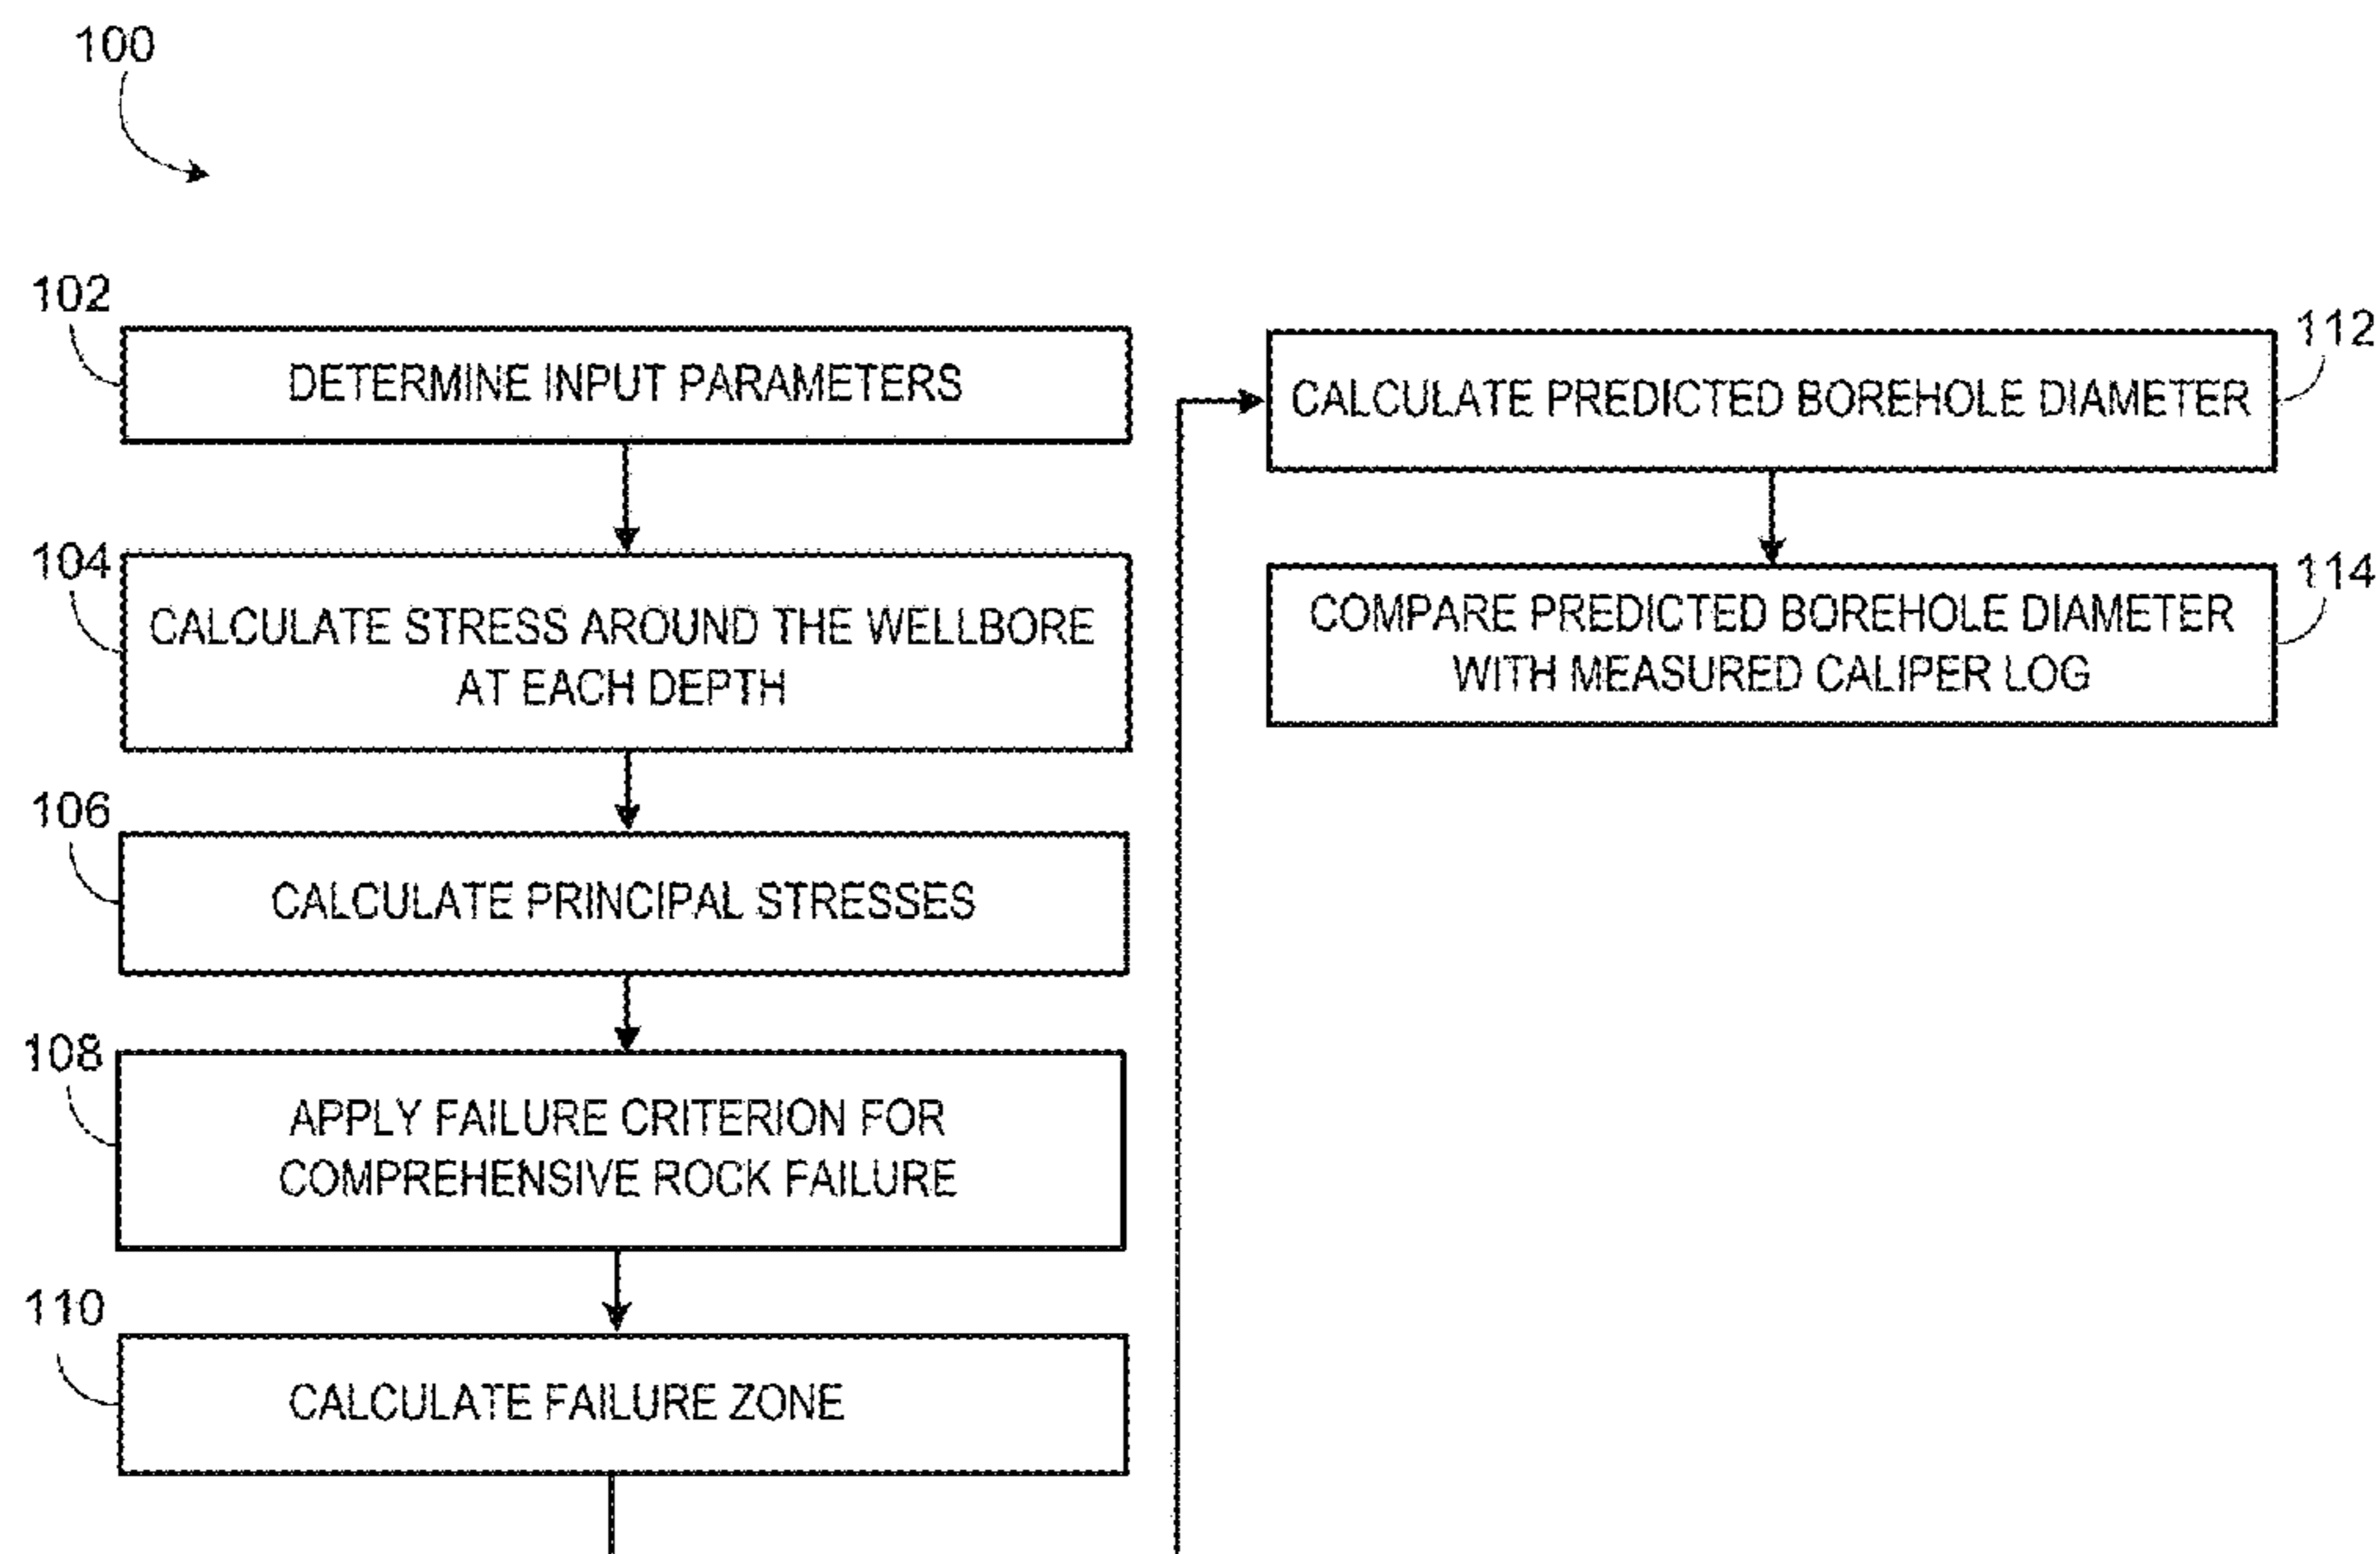 100
102
DETERMINE INPUT PARAMETERS
104
CALCULATE STRESS AROUND THE WELLBORE
AT EACH DEPTH
106
CALCULATE PRINCIPAL STRESSES
108
APPLY FAILURE CRITERION FOR
COMPREHENSIVE ROCK FAILURE
110
CALCULATE FAILURE ZONE
112
CALCULATE PREDICTED BOREHOLE DIAMETER
114
COMPARE PREDICTED BOREHOLE DIAMETER
WITH MEASURED CALIPER LOG